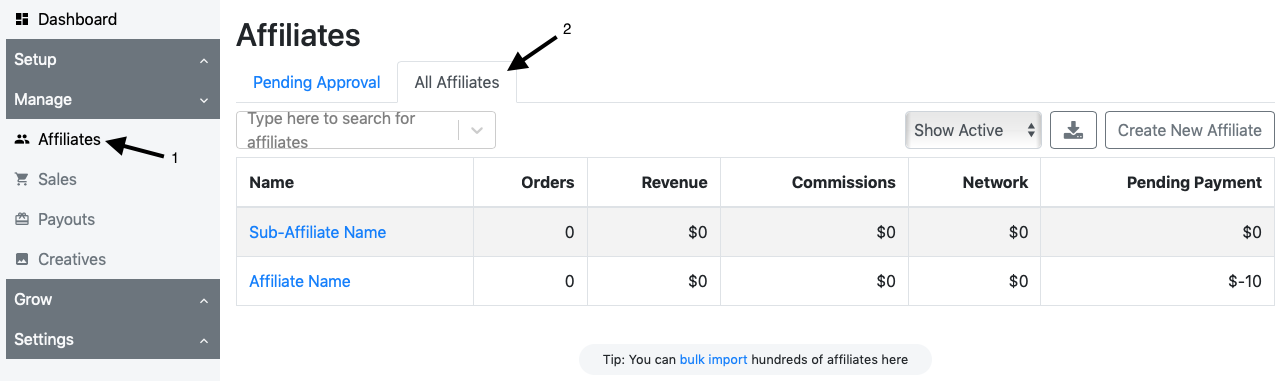 Dashboard
Setup
Manage
Affiliates
1
Sales
Payouts
Creatives
Grow
Settings
Affiliates
2
Pending Approval
All Affiliates
Type here to search for
affiliates
Show Active
Create New Affiliate
Name Orders Revenue Commissions Network Pending Payment
Sub-Affiliate Name 0 $0 $0 $0 $0
Affiliate Name 0 $0 $0 $0 $-10
Tip: You can bulk import hundreds of affiliates here